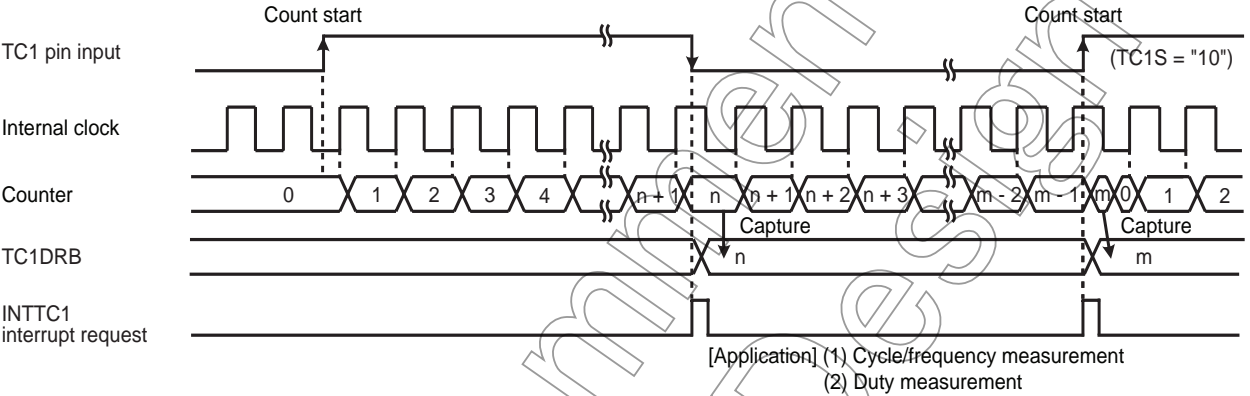 Count start
Count start
TC1 pin input
(TC1S = "10")
Internal clock
Counter
0 1 2 3 4 n + 1 n n + 1 n + 2 n + 3 m - 2 m - 1 m 0 1 2
Capture
Capture
TC1DRB
n
m
INTTC1
interrupt request
[Application] (1) Cycle/frequency measurement
(2) Duty measurement